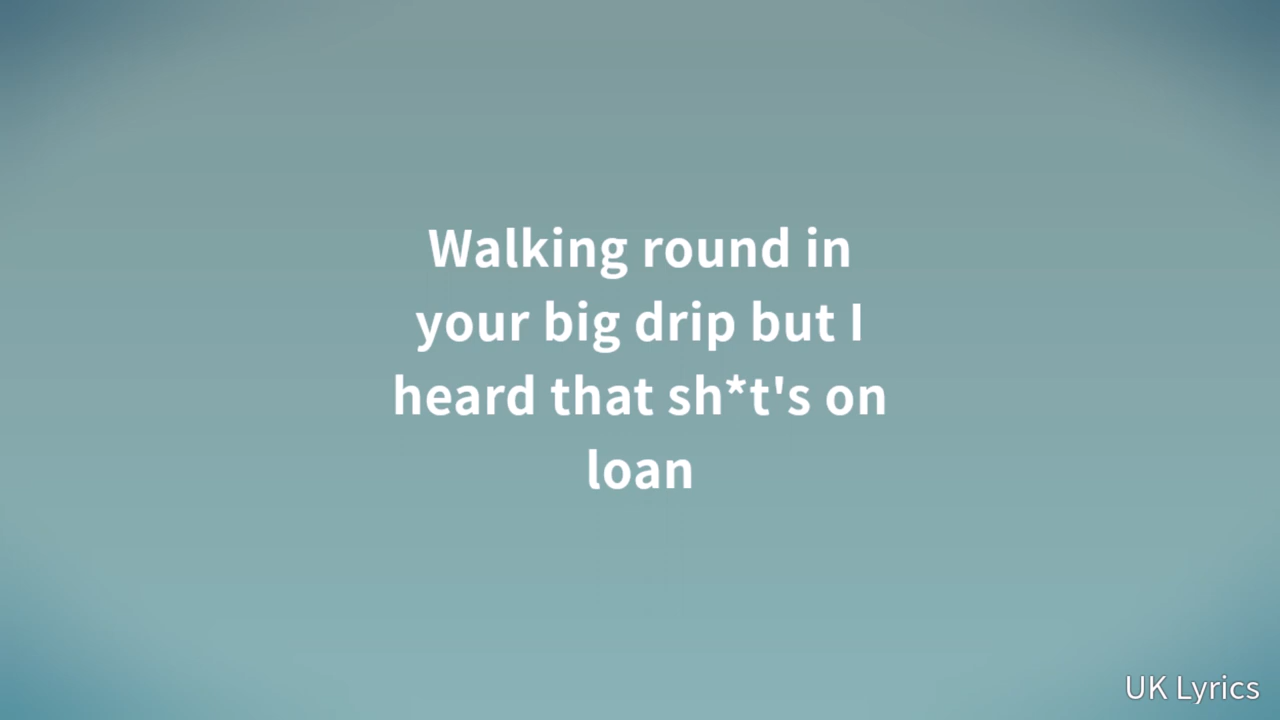 Walking round in
your big drip but I
heard that sh*t's on
loan
UK Lyrics